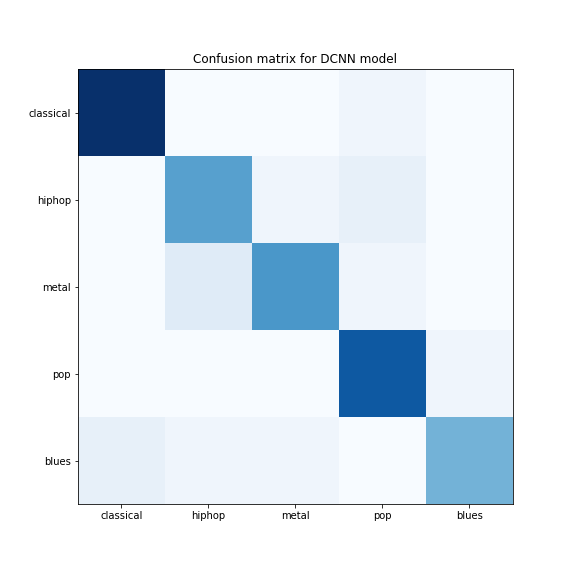 Confusion matrix for DCNN model
classical
hiphop
metal
pop
blues
classical hiphop metal pop blues